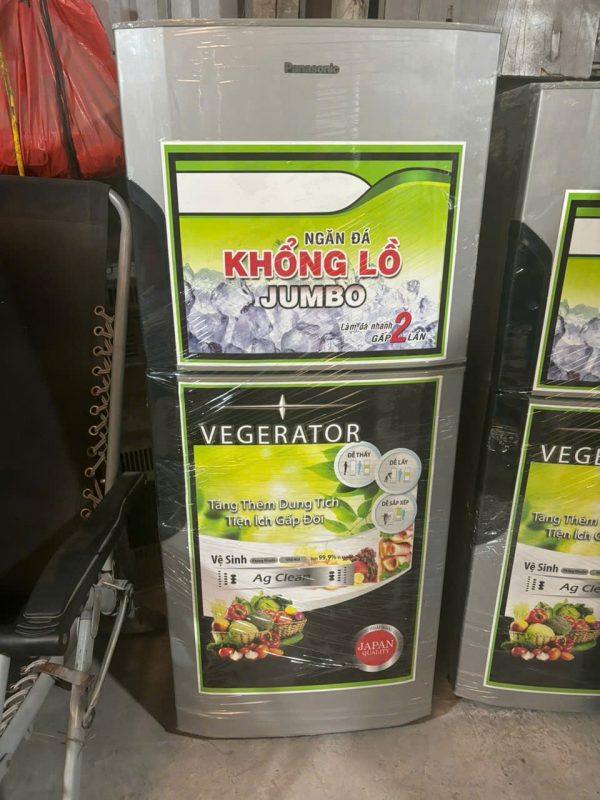 Panasonic
NGĂN ĐÁ
KHỔNG LỒ
JUMBO
Làm đá nhanh
GẤP 2 LẦN
VEGERATOR
DỄ THẤY
DỄ LẤY
DỄ SẮP XẾP
Tăng Thêm Dung Tích
Tiện Ích Gấp Đôi
Vệ Sinh
99,9%
Ag Clean
JAPAN
QUALITY
VEGE
Tăng Thêm
Tiện Ích G
Vệ Sinh
Ag Cle